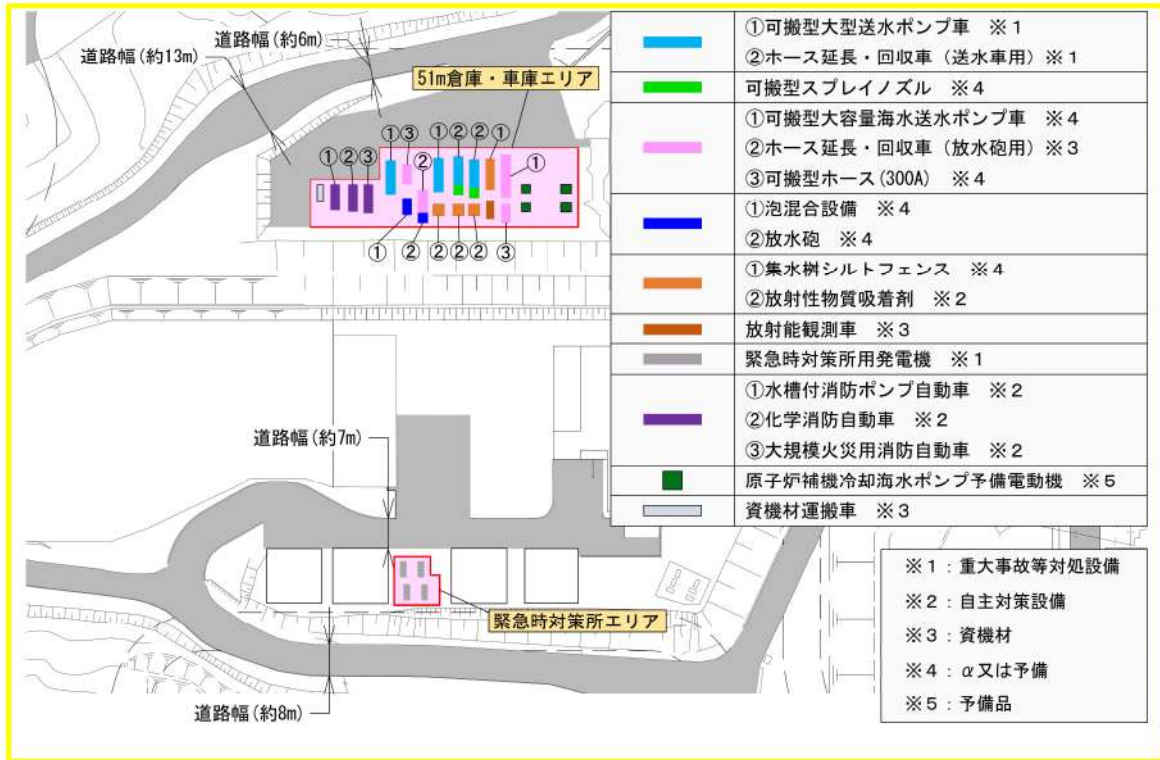 道路幅(約6m)
道路幅(約13m)
51m倉庫・車庫エリア
① ③ ① ② ② ①
① ② ③ ② ①
① ② ② ② ② ③
道路幅(約7m)
緊急時対策所エリア
道路幅(約8m)
①可搬型大型送水ポンプ車 ※1
②ホース延長・回収車(送水車用)※1
可搬型スプレイノズル ※4
①可搬型大容量海水送水ポンプ車 ※4
②ホース延長・回収車(放水砲用)※3
③可搬型ホース(300A) ※4
①泡混合設備 ※4
②放水砲 ※4
①集水桝シルトフェンス ※4
②放射性物質吸着剤 ※2
放射能観測車 ※3
緊急時対策所用発電機 ※1
①水槽付消防ポンプ自動車 ※2
②化学消防自動車 ※2
③大規模火災用消防自動車 ※2
原子炉補機冷却海水ポンプ予備電動機 ※5
資機材運搬車 ※3
※1:重大事故等対処設備
※2:自主対策設備
※3:資機材
※4:α又は予備
※5:予備品